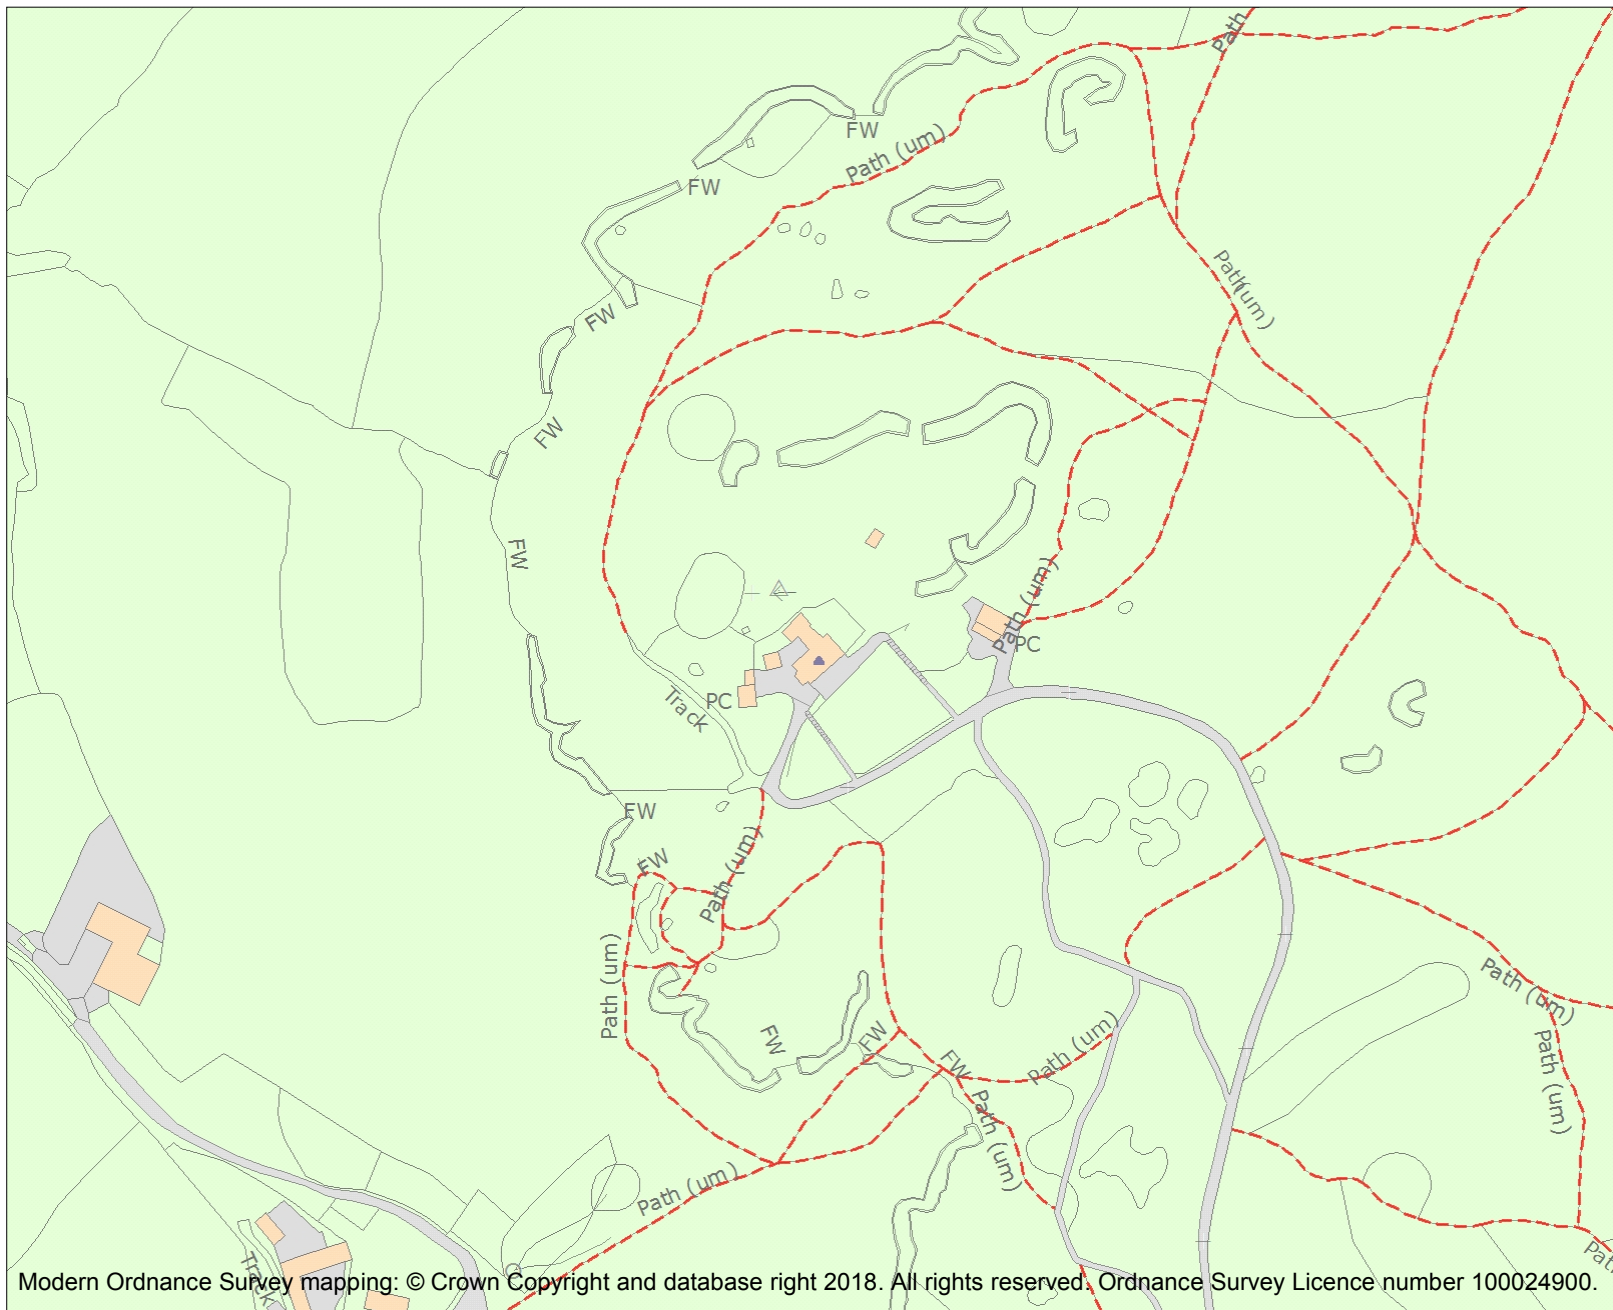 Path
FW
Path (um)
FW
Path
(um)
FW
FW
FW
Path (um)
PC
Track
PC
FW
FW
Path (um)
Path (um)
Path (um)
FW
FW
FW
Path (um)
Path (um)
Path (um)
Path (um)
Track
Path
Modern Ordnance Survey mapping: © Crown Copyright and database right 2018. All rights reserved. Ordnance Survey Licence number 100024900.